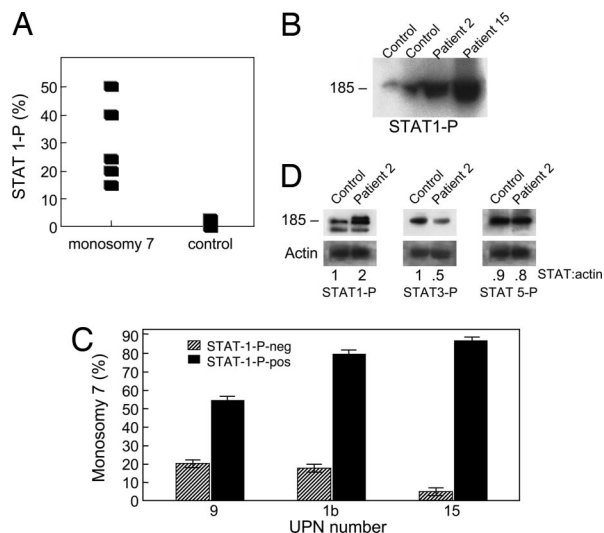 A
STAT 1-P (%)
50
40
30
20
10
0
monosomy 7
control
B
Control
Control
Patient 2
Patient 15
185 –
STAT1-P
D
Control
Patient 2
Control
Patient 2
Control
Patient 2
185 –
Actin
1 2 1 .5 .9 .8 STAT:actin
STAT1-P STAT3-P STAT 5-P
C
Monosomy 7 (%)
90
80
70
60
50
40
30
20
10
0
STAT-1-P-neg
STAT-1-P-pos
9 1b 15
UPN number